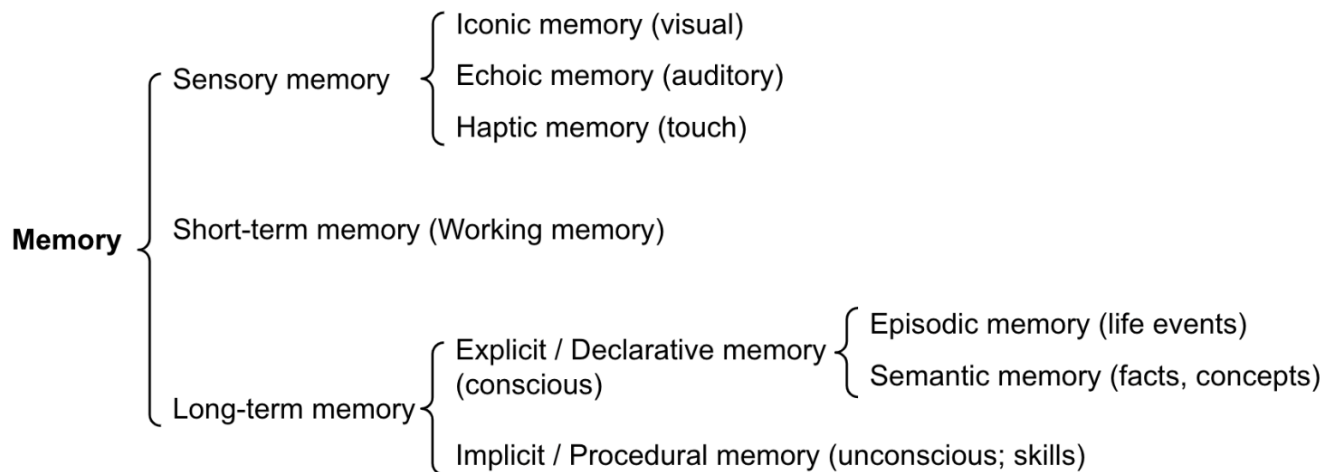 Iconic memory (visual)
Sensory memory
Echoic memory (auditory)
Haptic memory (touch)
Memory
Short-term memory (Working memory)
Explicit / Declarative memory
(conscious)
Episodic memory (life events)
Semantic memory (facts, concepts)
Long-term memory
Implicit / Procedural memory (unconscious; skills)